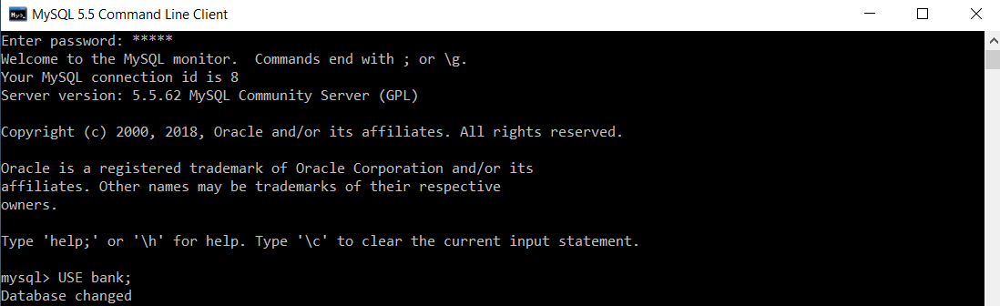 MySQL 5.5 Command Line Client
Enter password: *****
Welcome to the MySQL monitor.  Commands end with ; or \g.
Your MySQL connection id is 8
Server version: 5.5.62 MySQL Community Server (GPL)
Copyright (c) 2000, 2018, Oracle and/or its affiliates. All rights reserved.
Oracle is a registered trademark of Oracle Corporation and/or its
affiliates. Other names may be trademarks of their respective
owners.
Type 'help;' or '\h' for help. Type '\c' to clear the current input statement.
mysql> USE bank;
Database changed